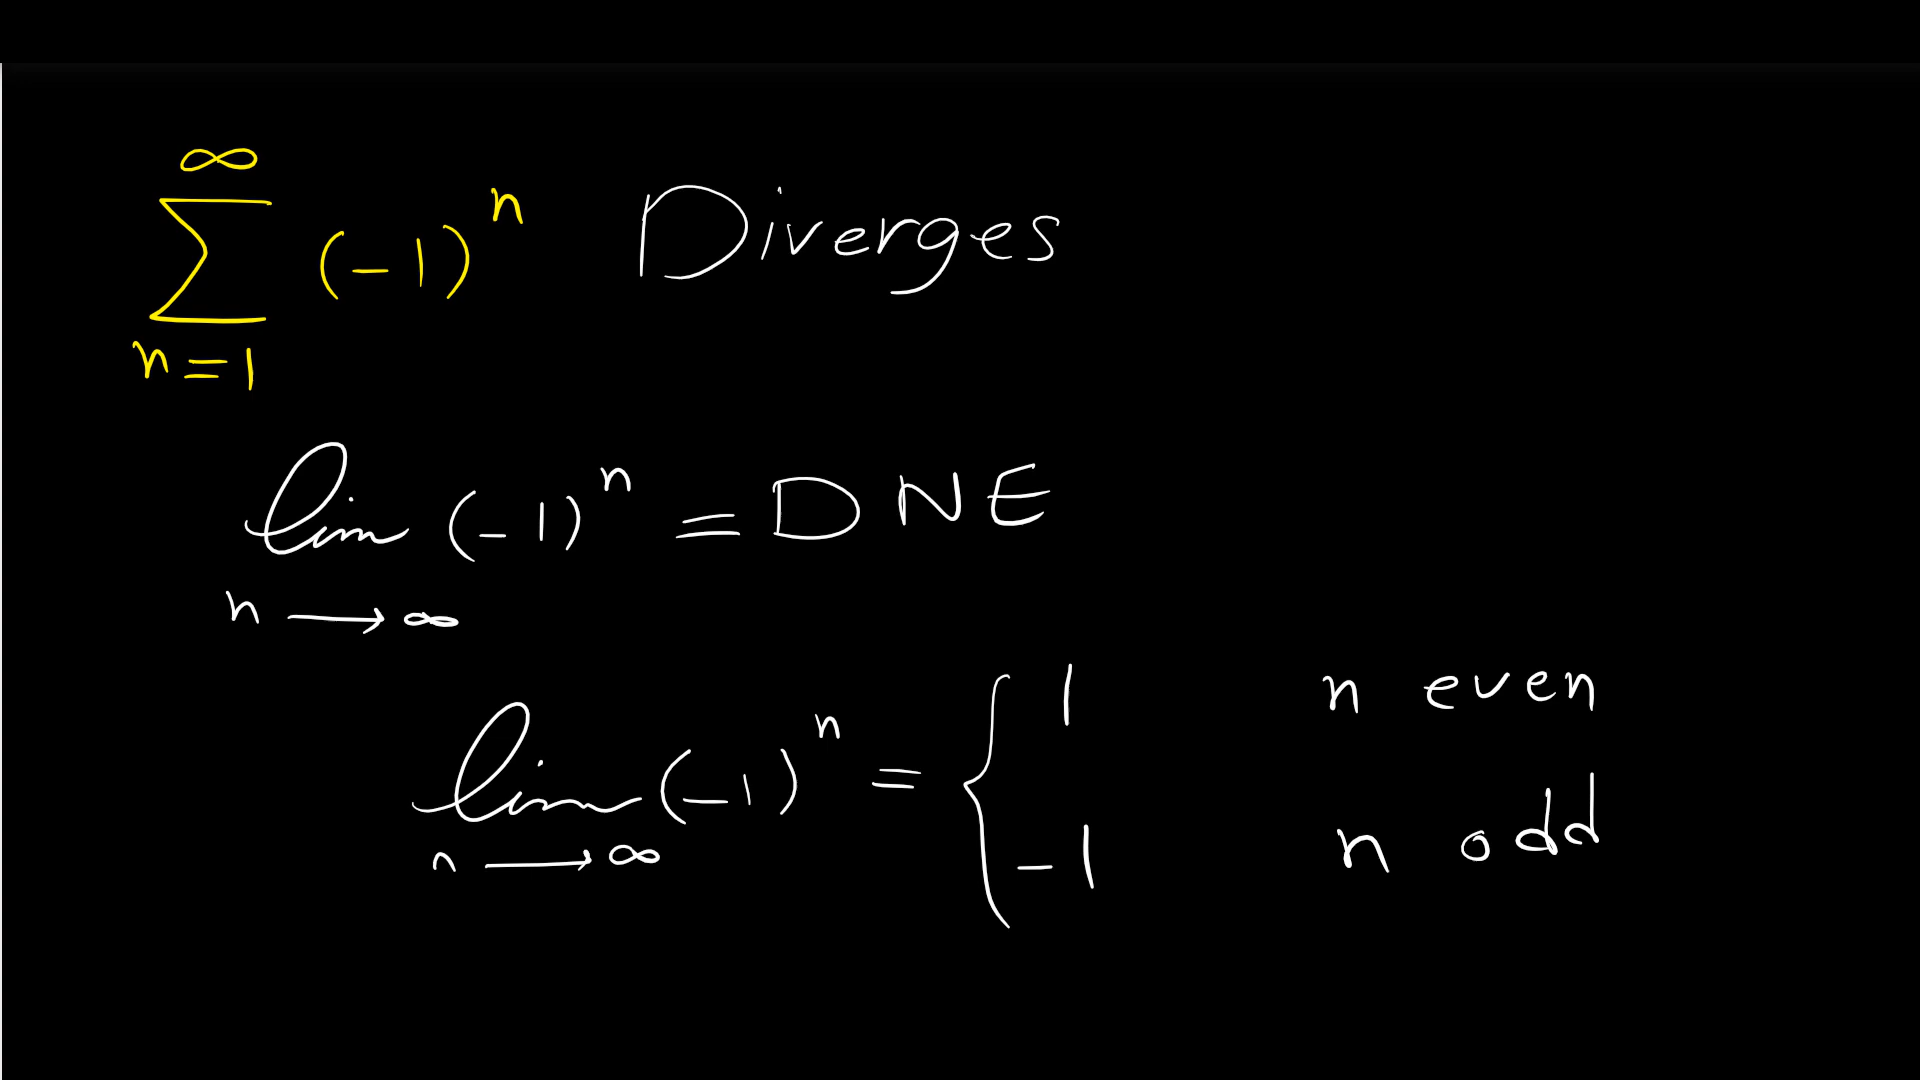 ∞
∑ (-1)^n Diverges
n=1
lim (-1)^n = DNE
n → ∞
lim (-1)^n = { 1 n even
n → ∞
-1 n odd